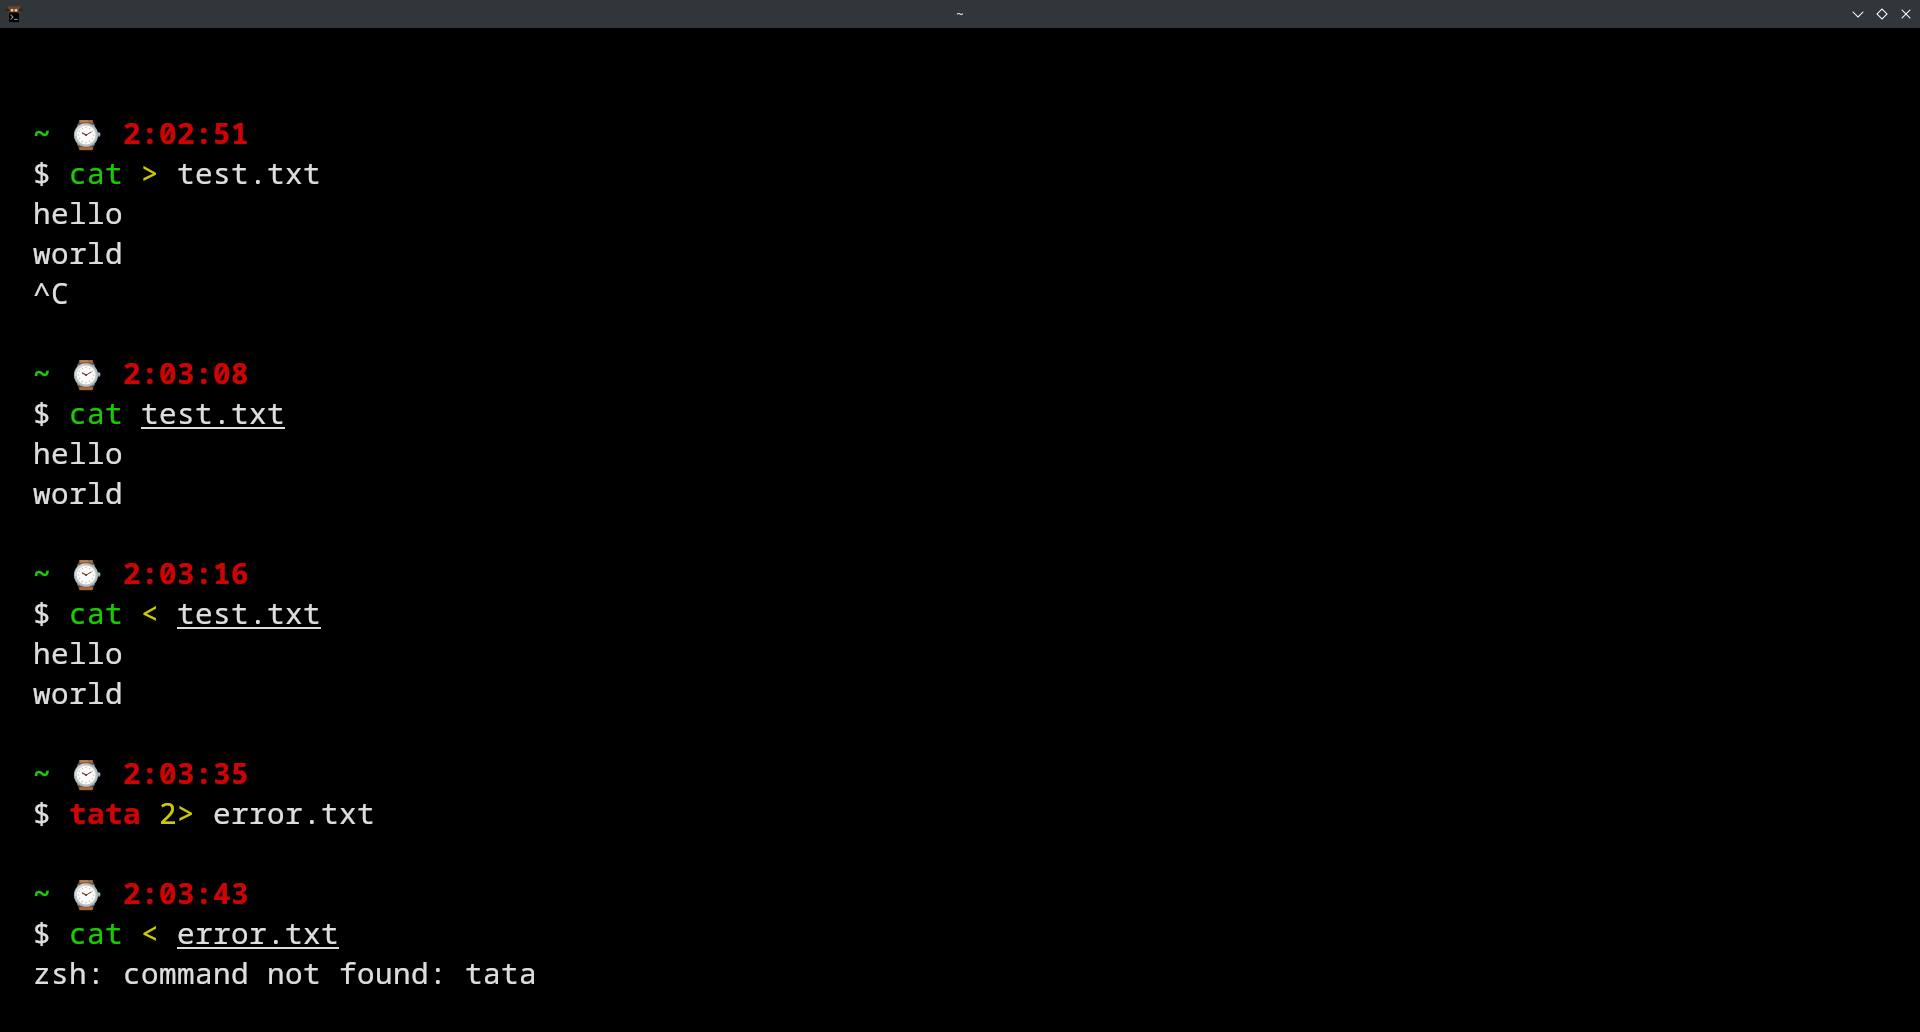 ~
~ ⌚ 2:02:51
$ cat > test.txt
hello
world
^C
~ ⌚ 2:03:08
$ cat test.txt
hello
world
~ ⌚ 2:03:16
$ cat < test.txt
hello
world
~ ⌚ 2:03:35
$ tata 2> error.txt
~ ⌚ 2:03:43
$ cat < error.txt
zsh: command not found: tata